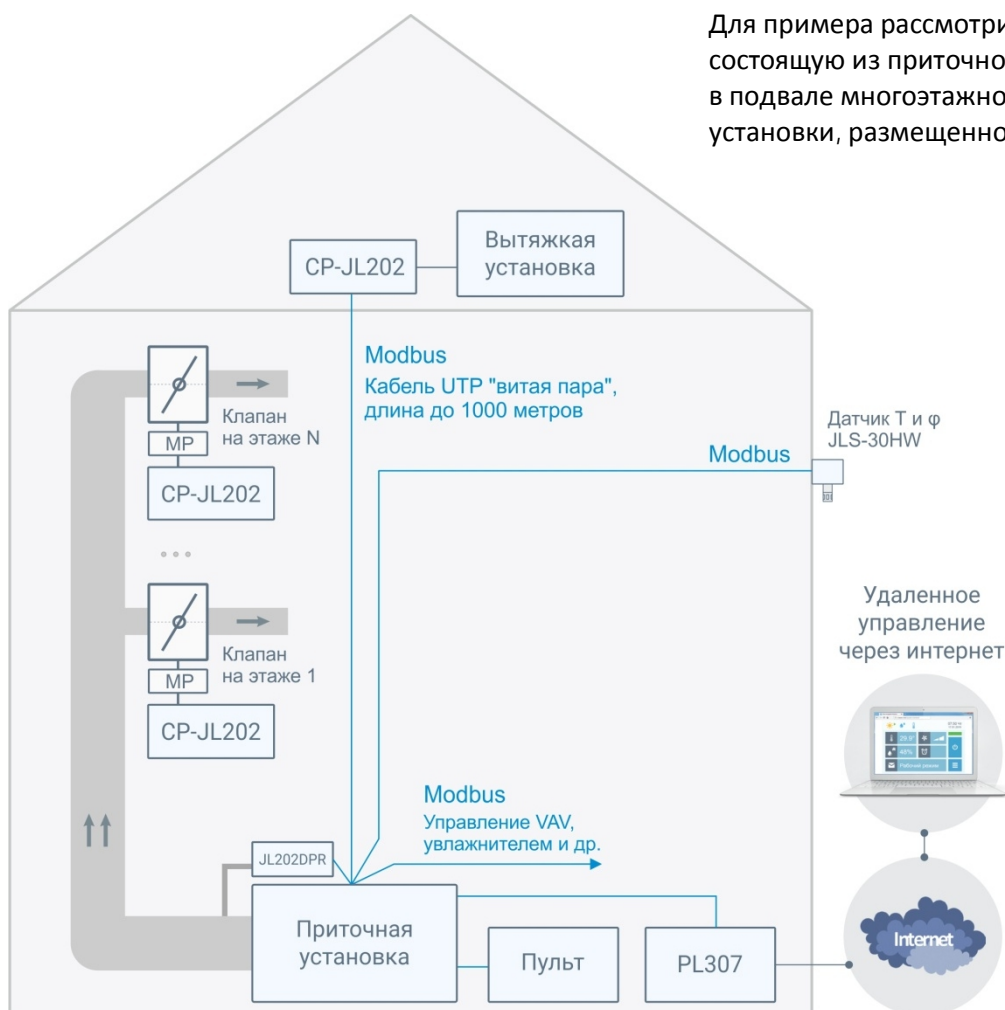 Для примера рассмотри
состоящую из приточно
в подвале многоэтажно
установки, размещенно
CP-JL202
Вытяжкая
установка
Modbus
Кабель UTP "витая пара",
длина до 1000 метров
Клапан
на этаже N
MP
CP-JL202
Modbus
Датчик Т и φ
JLS-30HW
...
Клапан
на этаже 1
MP
CP-JL202
Удаленное
управление
через интернет
Modbus
Управление VAV,
увлажнителем и др.
JL202DPR
Приточная
установка
Пульт
PL307
Internet